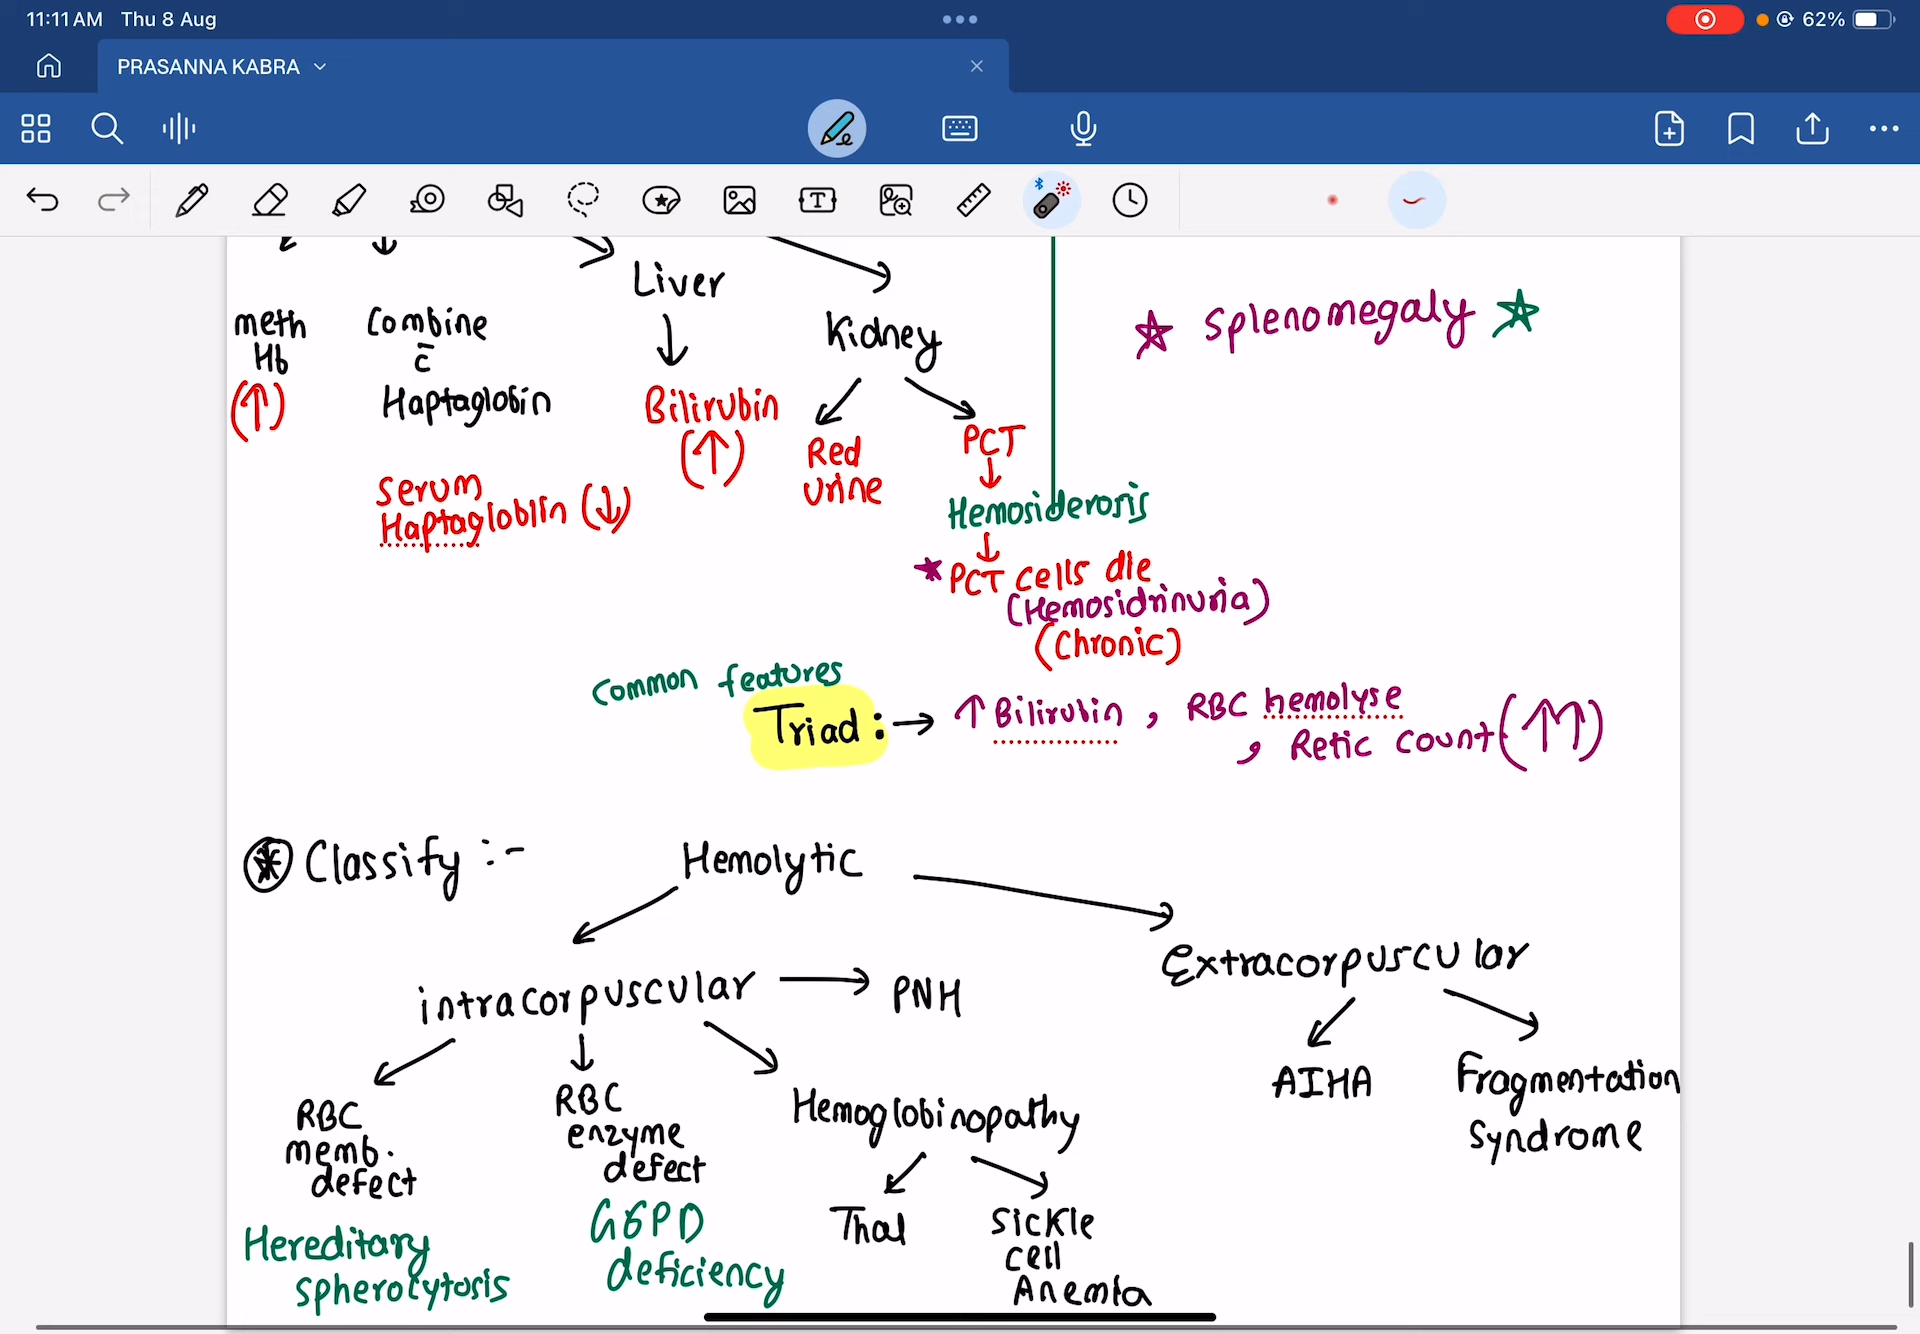 11:11 AM Thu 8 Aug
62%
PRASANNA KABRA
Liver
Kidney
meth
Hb
(↑)
Combine
c̄
Haptaglobin
Serum
Haptagloblin (↓)
Bilirubin
(↑)
Red
Urine
PCT
↓
Hemosiderosis
↓
★ PCT cells die
(Hemosidrinuria)
(Chronic)
☆ Splenomegaly ☆
Common features
Triad :→ ↑ Bilirubin , RBC hemolyse
, Retic count (↑↑)
✱ Classify :- Hemolytic
intracorpuscular → PNH
Extracorpuscular
RBC
memb.
defect
Hereditary
spherocytosis
RBC
enzyme
defect
G6PD
deficiency
Hemoglobinopathy
Thal
Sickle
cell
Anemia
AIHA
Fragmentation
Syndrome